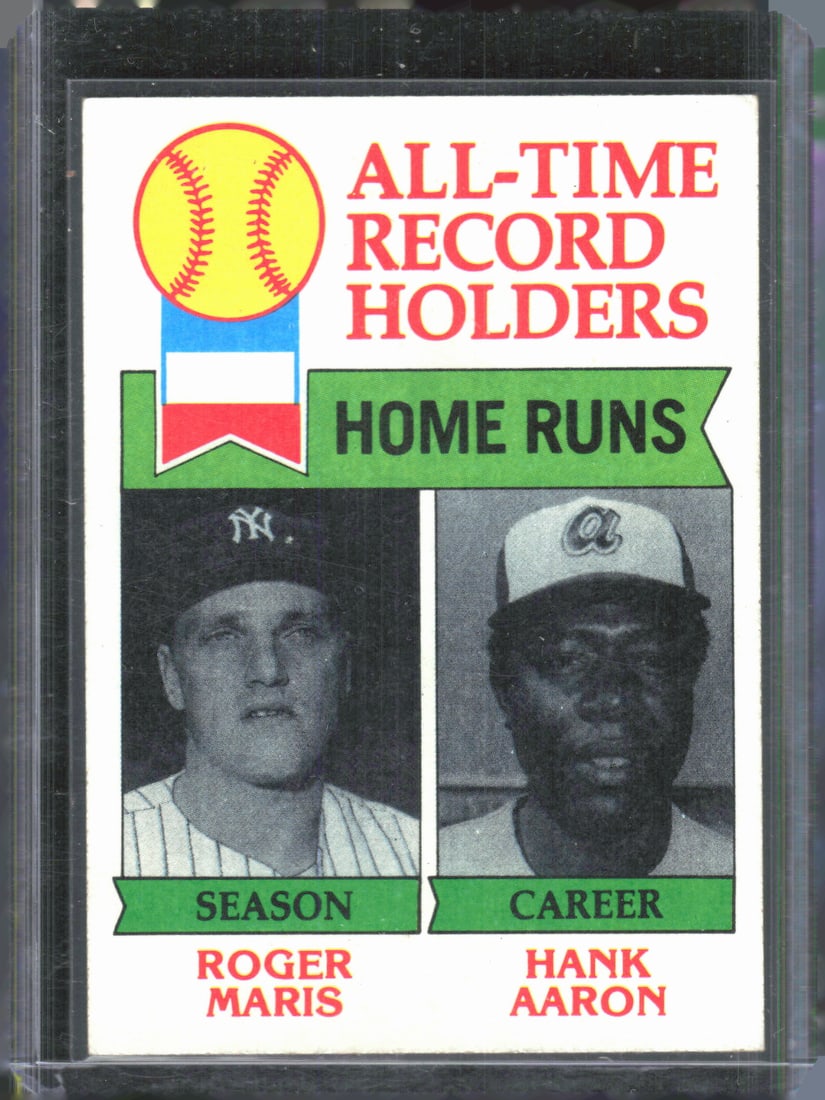 ALL-TIME
RECORD
HOLDERS
HOME RUNS
NY
a
SEASON
CAREER
ROGER
MARIS
HANK
AARON